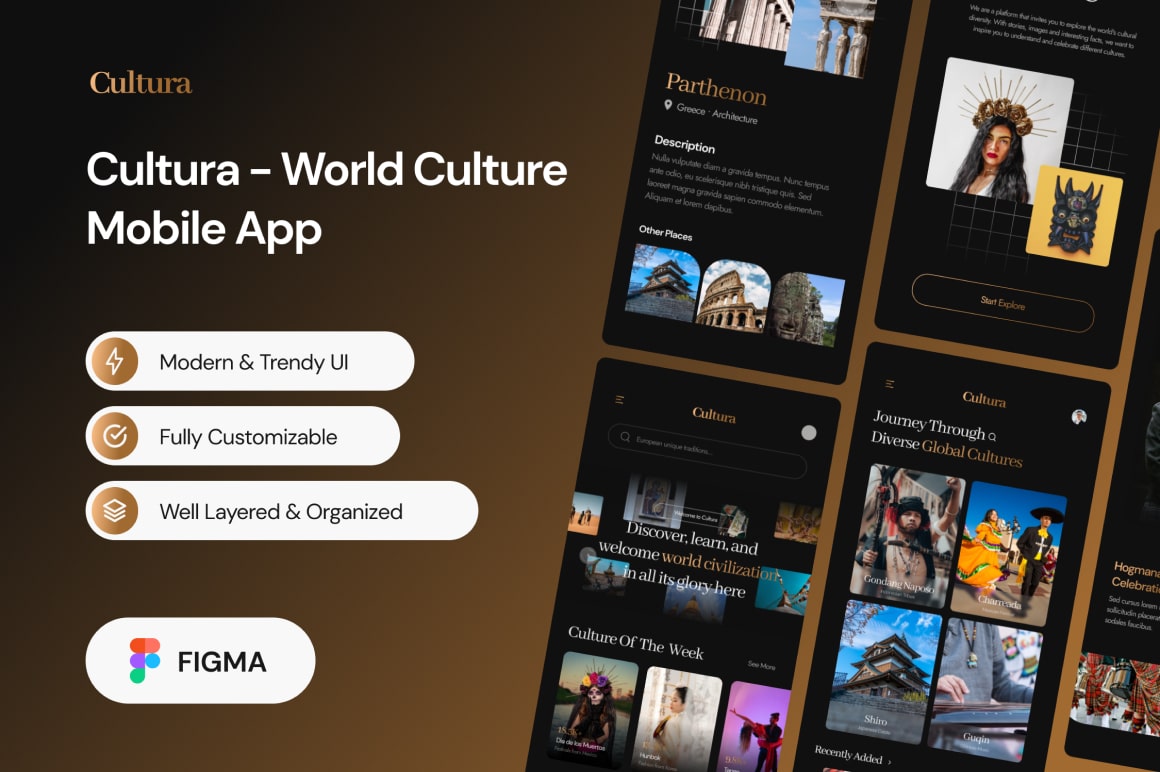 Cultura
Cultura - World Culture
Mobile App
Modern & Trendy UI
Fully Customizable
Well Layered & Organized
FIGMA
Parthenon
Greece · Architecture
Description
Nulla vulputate diam a gravida tempus. Nunc tempus
ante odio, eu scelerisque nibh tristique quis. Sed
laoreet magna gravida sapien commodo elementum.
Aliquam et lorem dapibus.
Other Places
We are a platform that invites you to explore the world's cultural
diversity. With stories, images and interesting facts, we want to
inspire you to understand and celebrate different cultures.
Start Explore
Cultura
European unique traditions...
Welcome to Cultura
Discover, learn, and
welcome world civilization
in all its glory here
Culture Of The Week
See More
Dia de los Muertos
Hunbok
Cultura
Journey Through
Diverse Global Cultures
Gondang Naposo
Charreada
Shiro
Guqin
Recently Added
Hogmana
Celebratio
Sed cursus lorem
sollicitudin placerat
sodales faucibus.